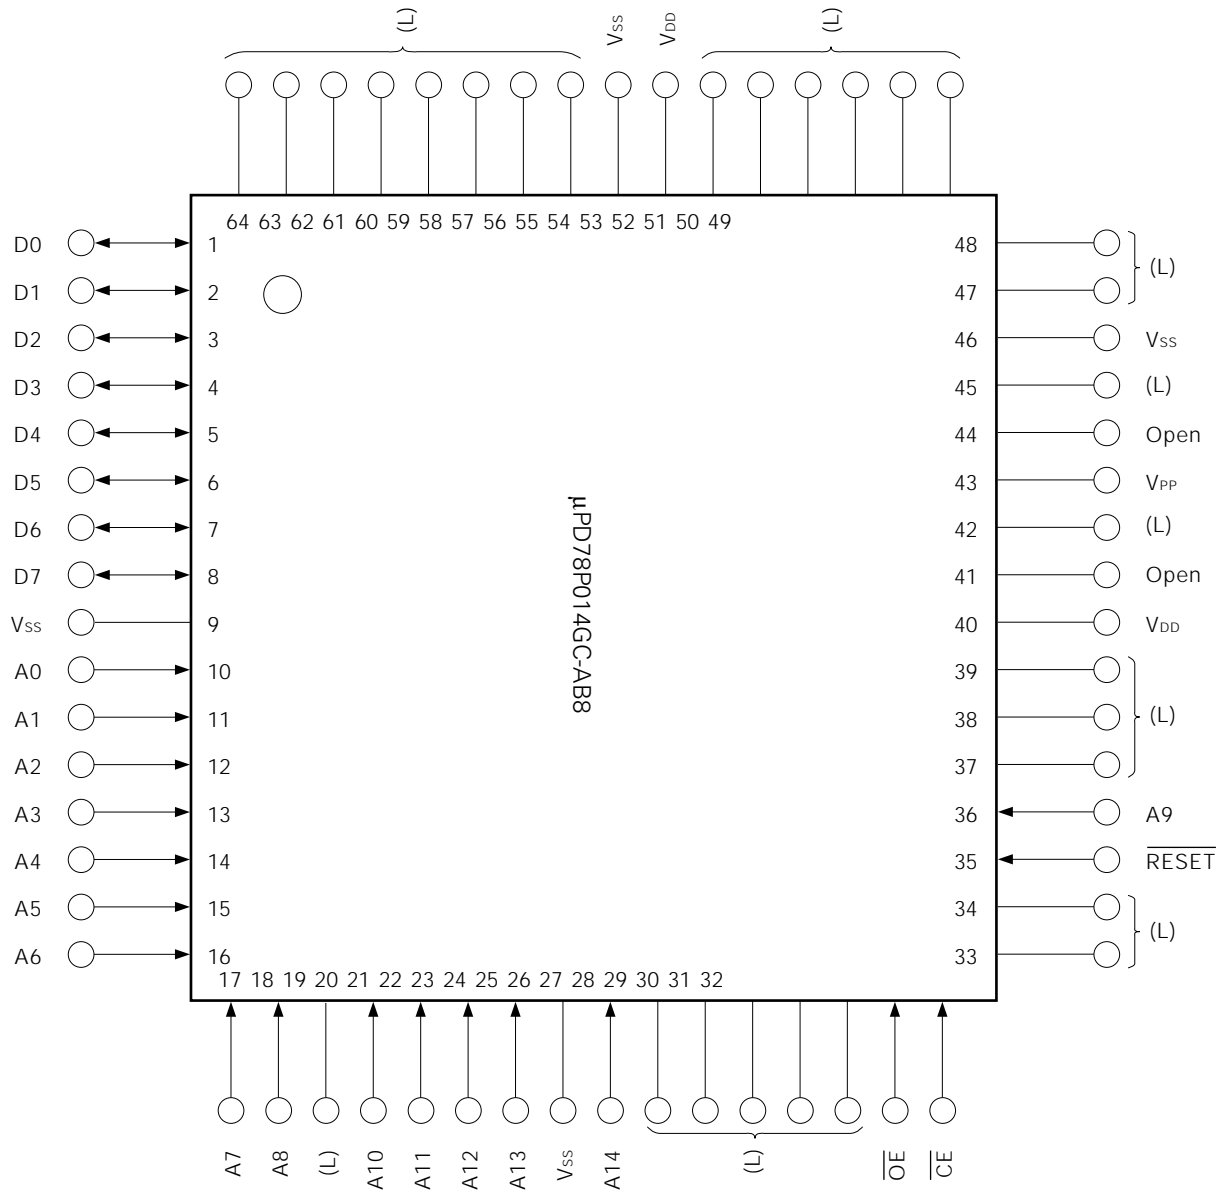 (L) VSS VDD (L)
64 63 62 61 60 59 58 57 56 55 54 53 52 51 50 49
D0 1 48 (L)
D1 2 47
D2 3 46 VSS
D3 4 45 (L)
D4 5 44 Open
D5 6 43 VPP
D6 7 42 (L)
D7 8 41 Open
VSS 9 40 VDD
A0 10 39
A1 11 38 (L)
A2 12 37
A3 13 36 A9
A4 14 35 RESET
A5 15 34 (L)
A6 16 33
µPD78P014GC-AB8
17 18 19 20 21 22 23 24 25 26 27 28 29 30 31 32
A7 A8 (L) A10 A11 A12 A13 VSS A14 (L) OE CE